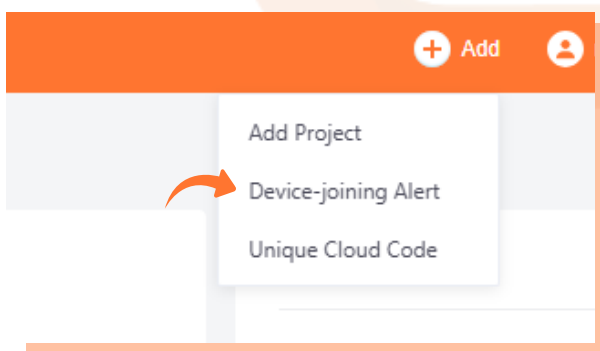 Add
Add Project
Device-joining Alert
Unique Cloud Code